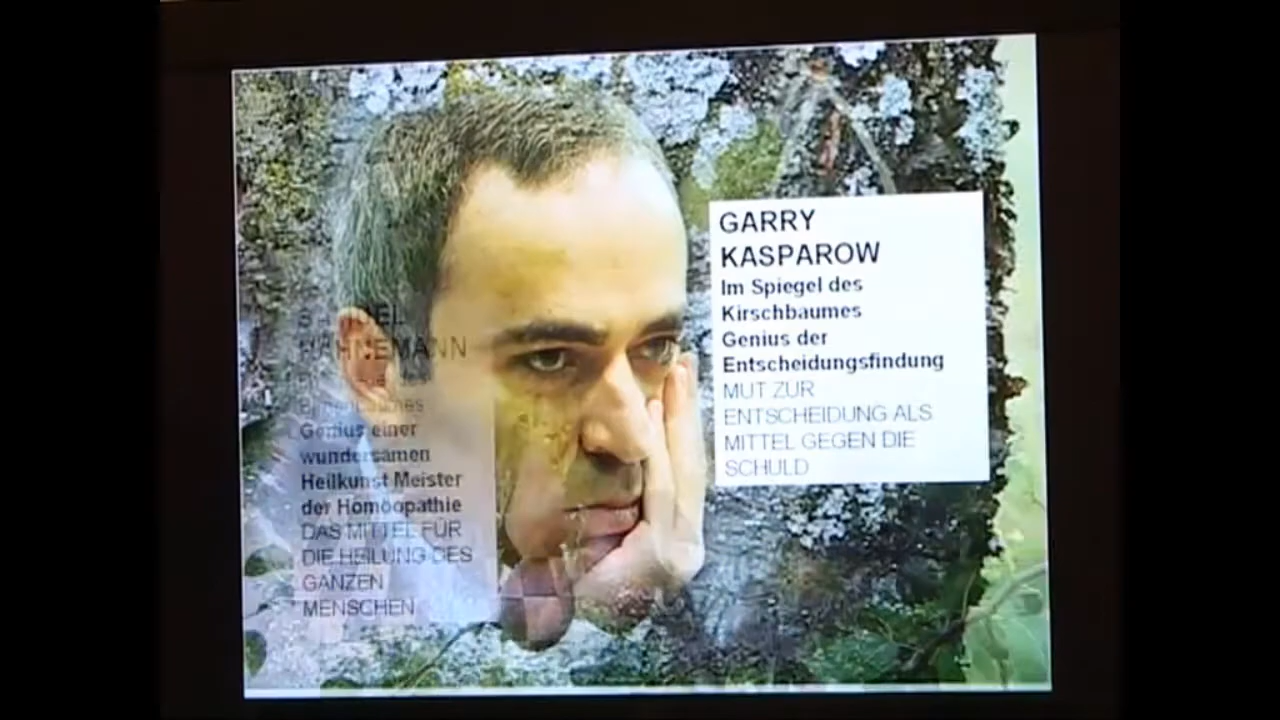 GARRY
KASPAROW
Im Spiegel des
Kirschbaumes
Genius der
Entscheidungsfindung
MUT ZUR
ENTSCHEIDUNG ALS
MITTEL GEGEN DIE
SCHULD
SAMUEL
HAHNEMANN
Genius einer
wundersamen
Heilkunst Meister
der Homöopathie
DAS MITTEL FÜR
DIE HEILUNG DES
GANZEN
MENSCHEN